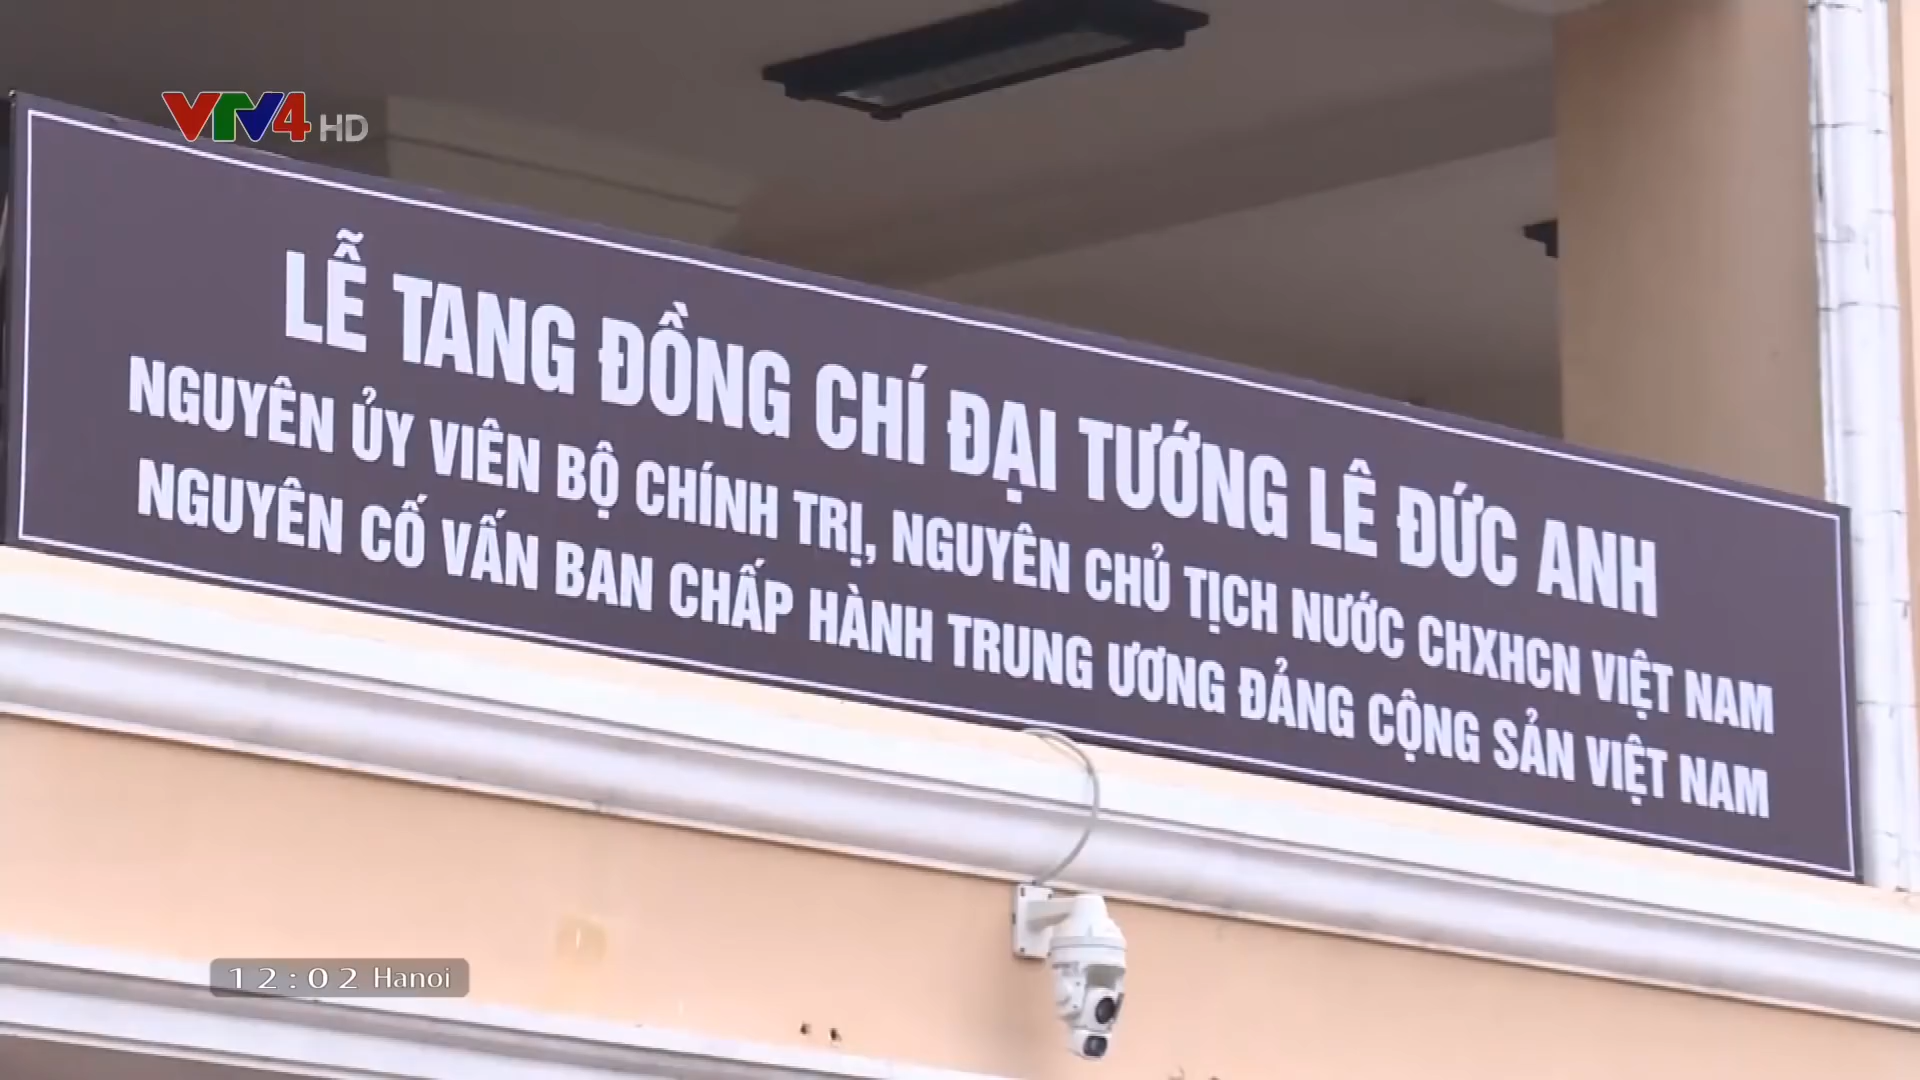 VTV4 HD
LỄ TANG ĐỒNG CHÍ ĐẠI TƯỚNG LÊ ĐỨC ANH
NGUYÊN ỦY VIÊN BỘ CHÍNH TRỊ, NGUYÊN CHỦ TỊCH NƯỚC CHXHCN VIỆT NAM
NGUYÊN CỐ VẤN BAN CHẤP HÀNH TRUNG ƯƠNG ĐẢNG CỘNG SẢN VIỆT NAM
12:02 Hanoi